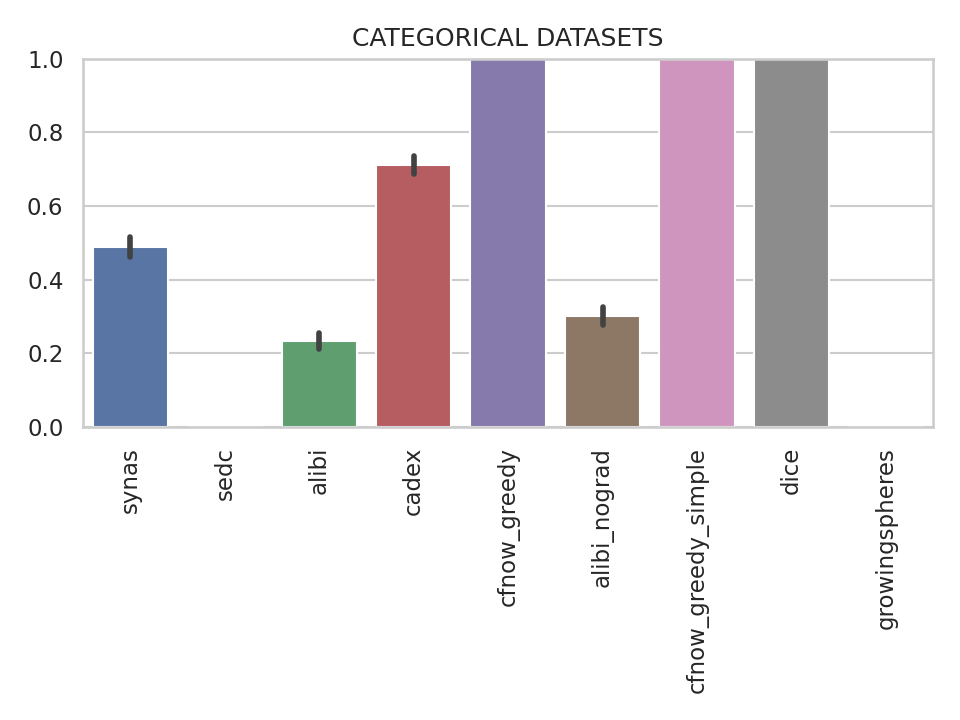 CATEGORICAL DATASETS
1.0
0.8
0.6
0.4
0.2
0.0
synas
sedc
alibi
cadex
cfnow_greedy
alibi_nograd
cfnow_greedy_simple
dice
growingspheres